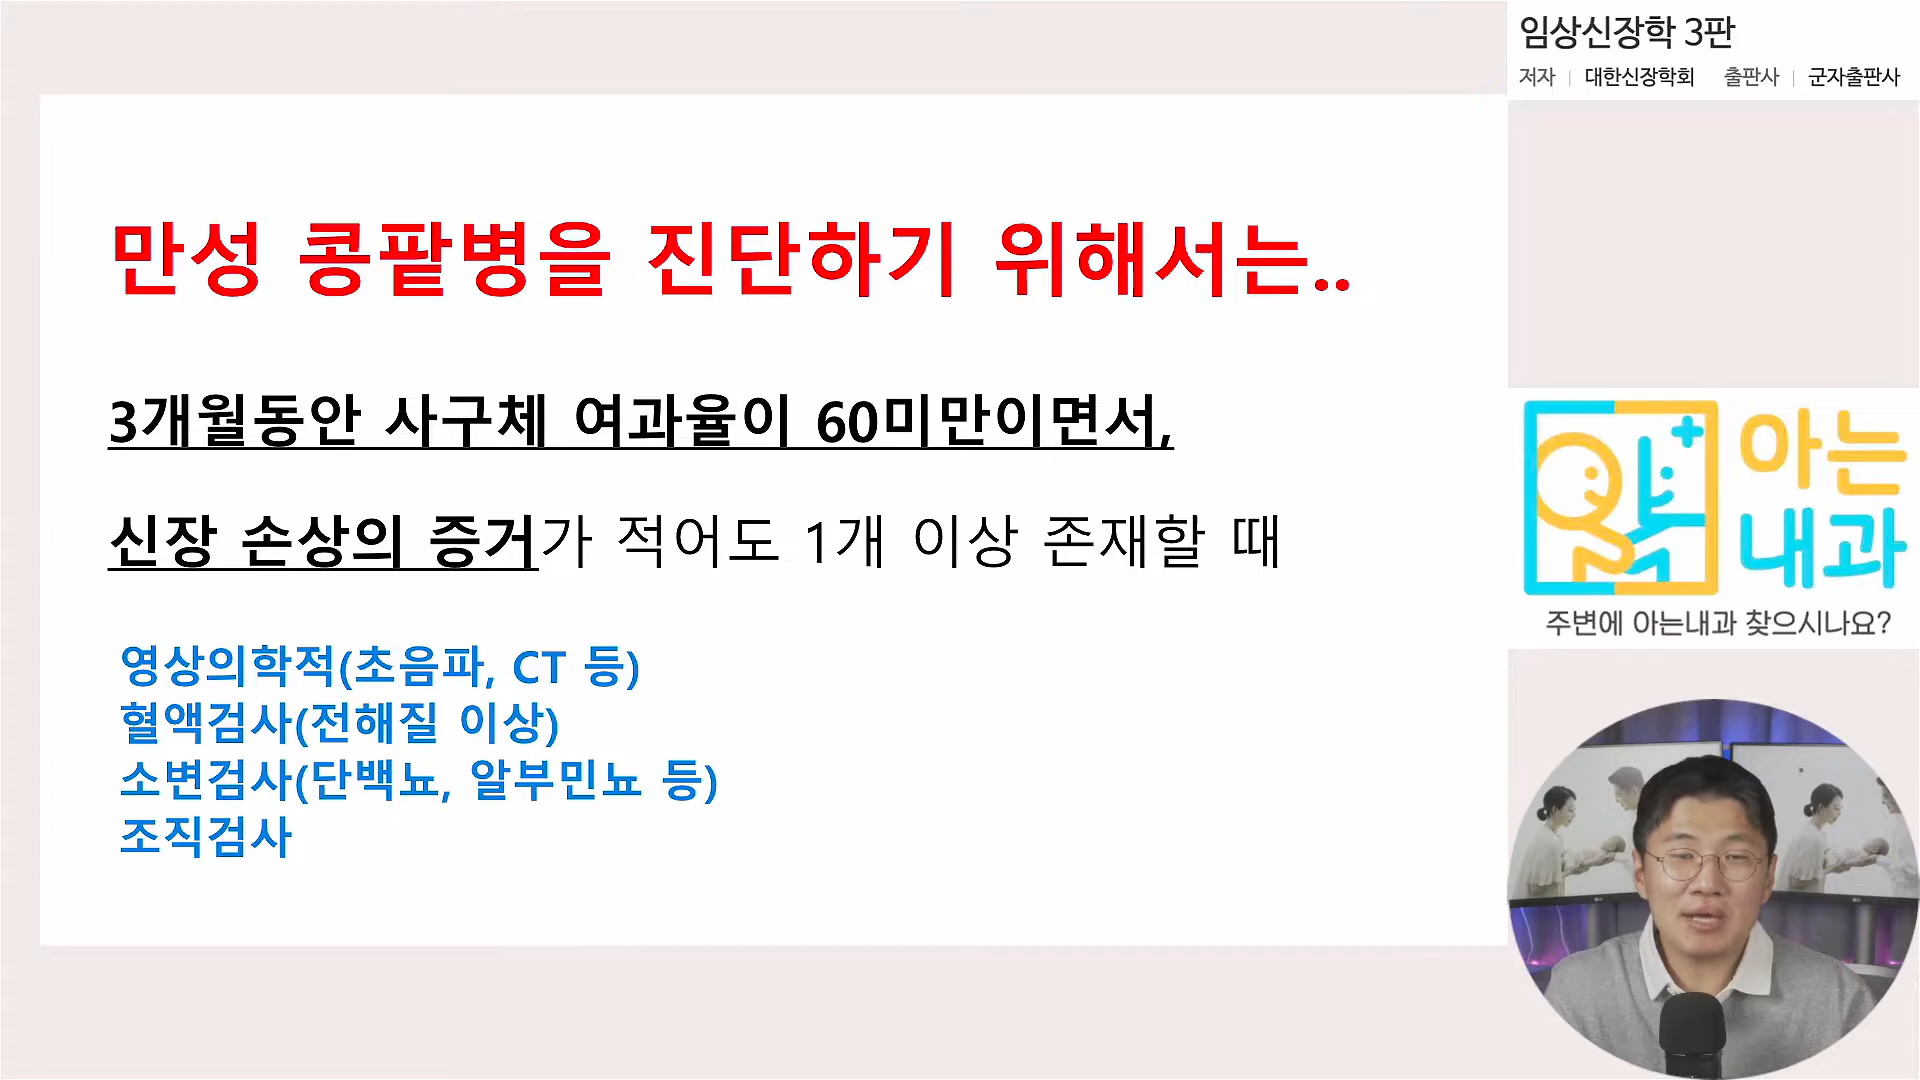 임상신장학 3판
저자 | 대한신장학회 출판사 | 군자출판사
만성 콩팥병을 진단하기 위해서는..
3개월동안 사구체 여과율이 60미만이면서,
신장 손상의 증거가 적어도 1개 이상 존재할 때
영상의학적(초음파, CT 등)
혈액검사(전해질 이상)
소변검사(단백뇨, 알부민뇨 등)
조직검사
아는
내과
주변에 아는내과 찾으시나요?